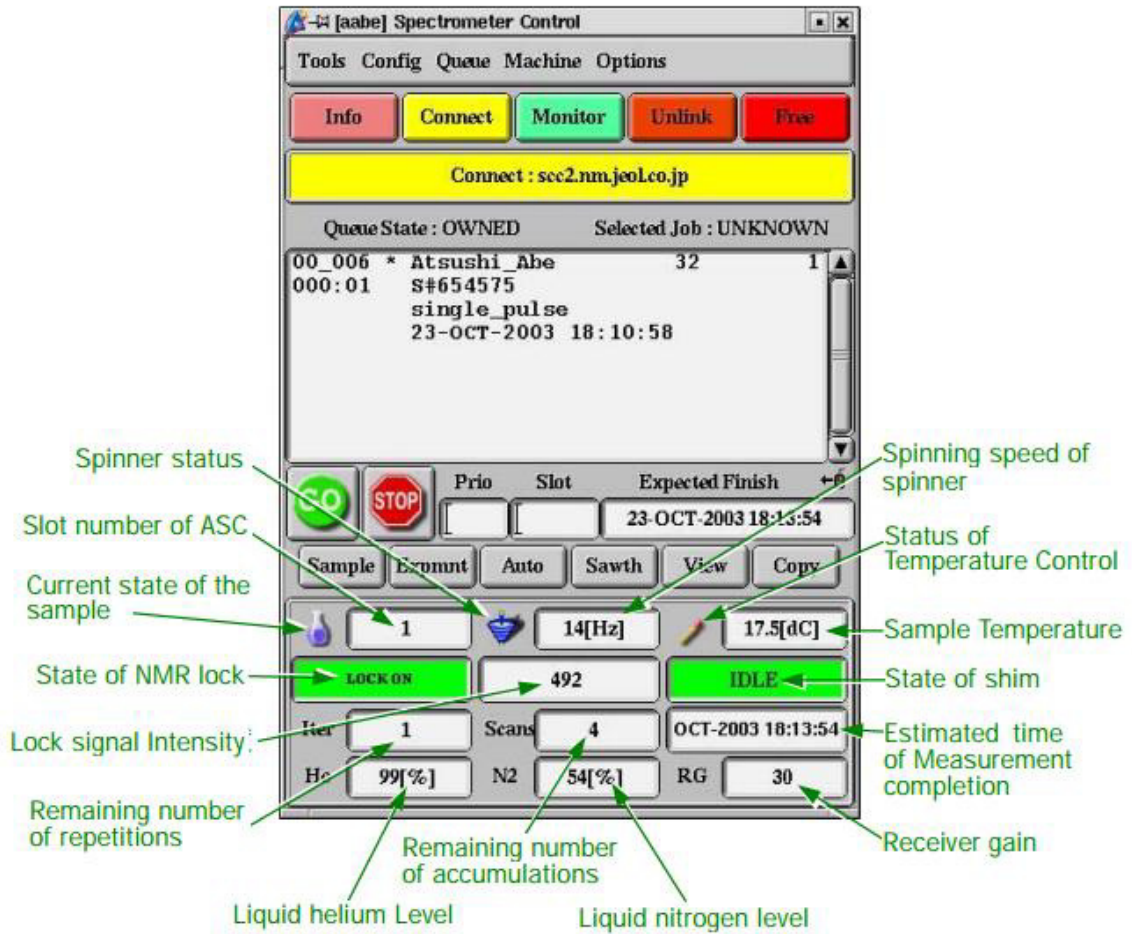 [aabe] Spectrometer Control
Tools Config Queue Machine Options
Info Connect Monitor Unlink Free
Connect : scc2.nm.jeol.co.jp
Queue State : OWNED Selected Job : UNKNOWN
00_006 * Atsushi_Abe 32 1
000:01 S#654575
single_pulse
23-OCT-2003 18:10:58
Spinner status
Spinning speed of
spinner
GO STOP Prio Slot Expected Finish
23-OCT-2003 18:13:54
Slot number of ASC
Status of
Temperature Control
Sample Expmnt Auto Sawth View Copy
Current state of the
sample
1 14[Hz] 17.5[dC]
Sample Temperature
State of NMR lock
LOCK ON 492 IDLE
State of shim
Lock signal Intensity
Iter 1 Scans 4 OCT-2003 18:13:54
Estimated time
of Measurement
completion
He 99[%] N2 54[%] RG 30
Remaining number
of repetitions
Remaining number
of accumulations
Receiver gain
Liquid helium Level
Liquid nitrogen level